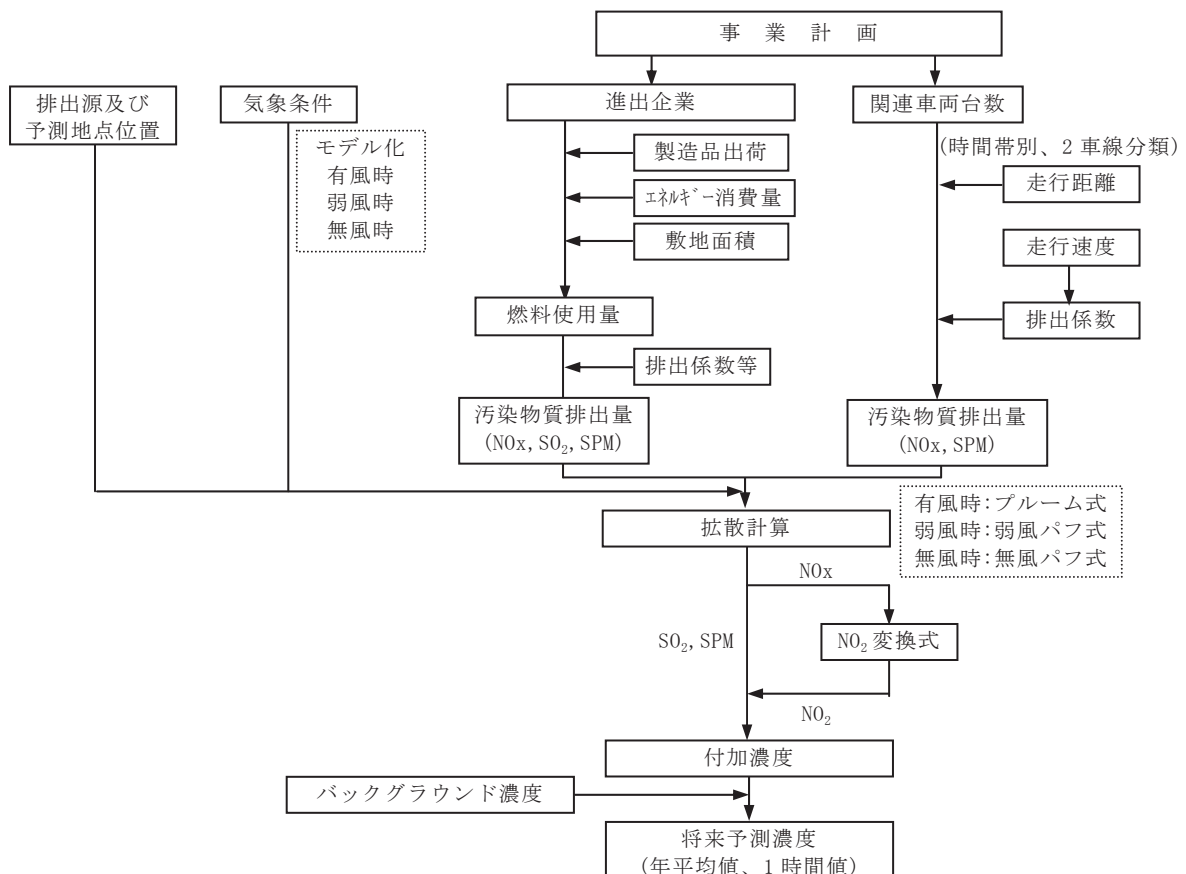 事業計画
排出源及び
予測地点位置
気象条件
進出企業
関連車両台数
モデル化
有風時
弱風時
無風時
(時間帯別、2車線分類)
製造品出荷
走行距離
エネルギー消費量
敷地面積
走行速度
燃料使用量
排出係数
排出係数等
汚染物質排出量
(NOx,SO₂,SPM)
汚染物質排出量
(NOx,SPM)
有風時:プルーム式
弱風時:弱風パフ式
無風時:無風パフ式
拡散計算
NOx
SO₂,SPM
NO₂変換式
NO₂
付加濃度
バックグラウンド濃度
将来予測濃度
(年平均値、1時間値)